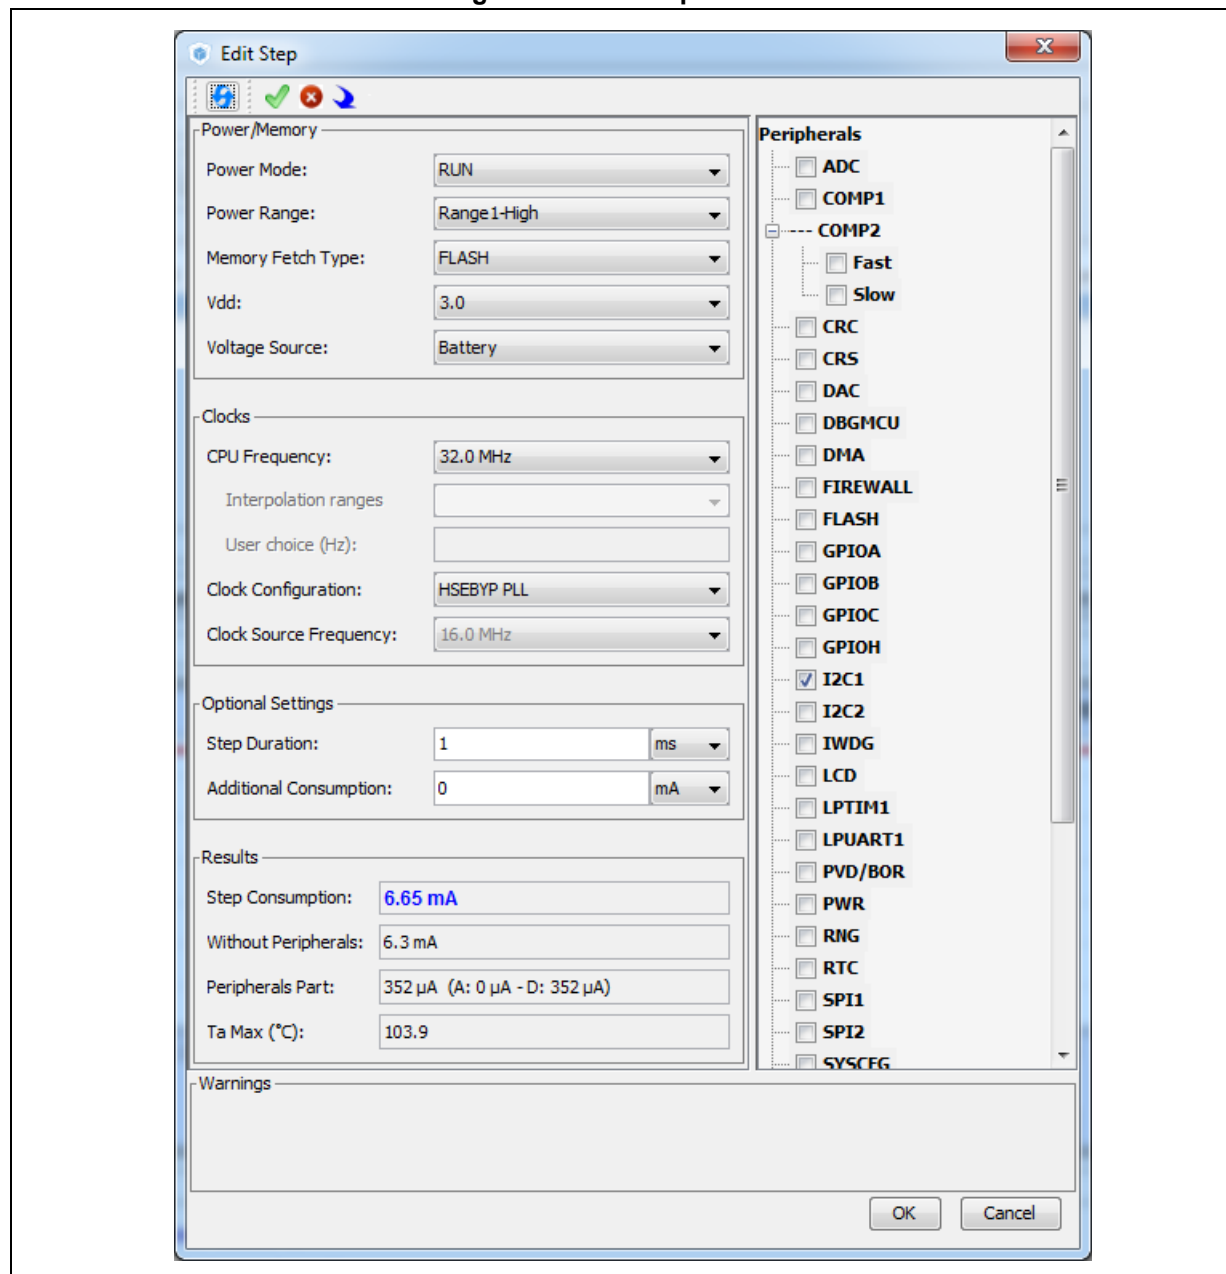 Edit Step
Power/Memory
Power Mode: RUN
Power Range: Range1-High
Memory Fetch Type: FLASH
Vdd: 3.0
Voltage Source: Battery
Clocks
CPU Frequency: 32.0 MHz
Interpolation ranges
User choice (Hz):
Clock Configuration: HSEBYP PLL
Clock Source Frequency: 16.0 MHz
Optional Settings
Step Duration: 1 ms
Additional Consumption: 0 mA
Results
Step Consumption: 6.65 mA
Without Peripherals: 6.3 mA
Peripherals Part: 352 µA (A: 0 µA - D: 352 µA)
Ta Max (°C): 103.9
Peripherals
ADC
COMP1
COMP2
Fast
Slow
CRC
CRS
DAC
DBGMCU
DMA
FIREWALL
FLASH
GPIOA
GPIOB
GPIOC
GPIOH
I2C1
I2C2
IWDG
LCD
LPTIM1
LPUART1
PVD/BOR
PWR
RNG
RTC
SPI1
SPI2
SYSCFG
Warnings
OK Cancel